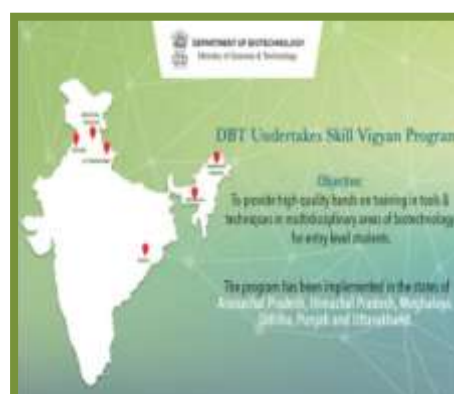 DEPARTMENT OF BIOTECHNOLOGY
Ministry of Science & Technology
DBT Undertakes Skill Vigyan Program
Objective:
To provide high quality hands on training in tools &
techniques in multidisciplinary areas of biotechnology
for entry level students.
The program has been implemented in the states of
Arunachal Pradesh, Himachal Pradesh, Meghalaya,
Odisha, Punjab and Uttarakhand.